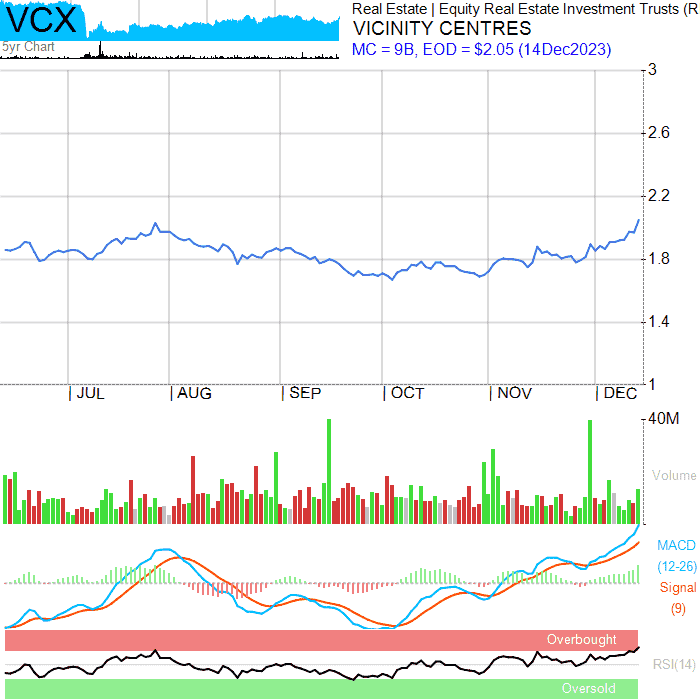 VCX
5yr Chart
Real Estate | Equity Real Estate Investment Trusts (R
VICINITY CENTRES
MC = 9B, EOD = $2.05 (14Dec2023)
3
2.6
2.2
1.8
1.4
1
JUL AUG SEP OCT NOV DEC
40M
Volume
MACD
(12-26)
Signal
(9)
Overbought
RSI(14)
Oversold